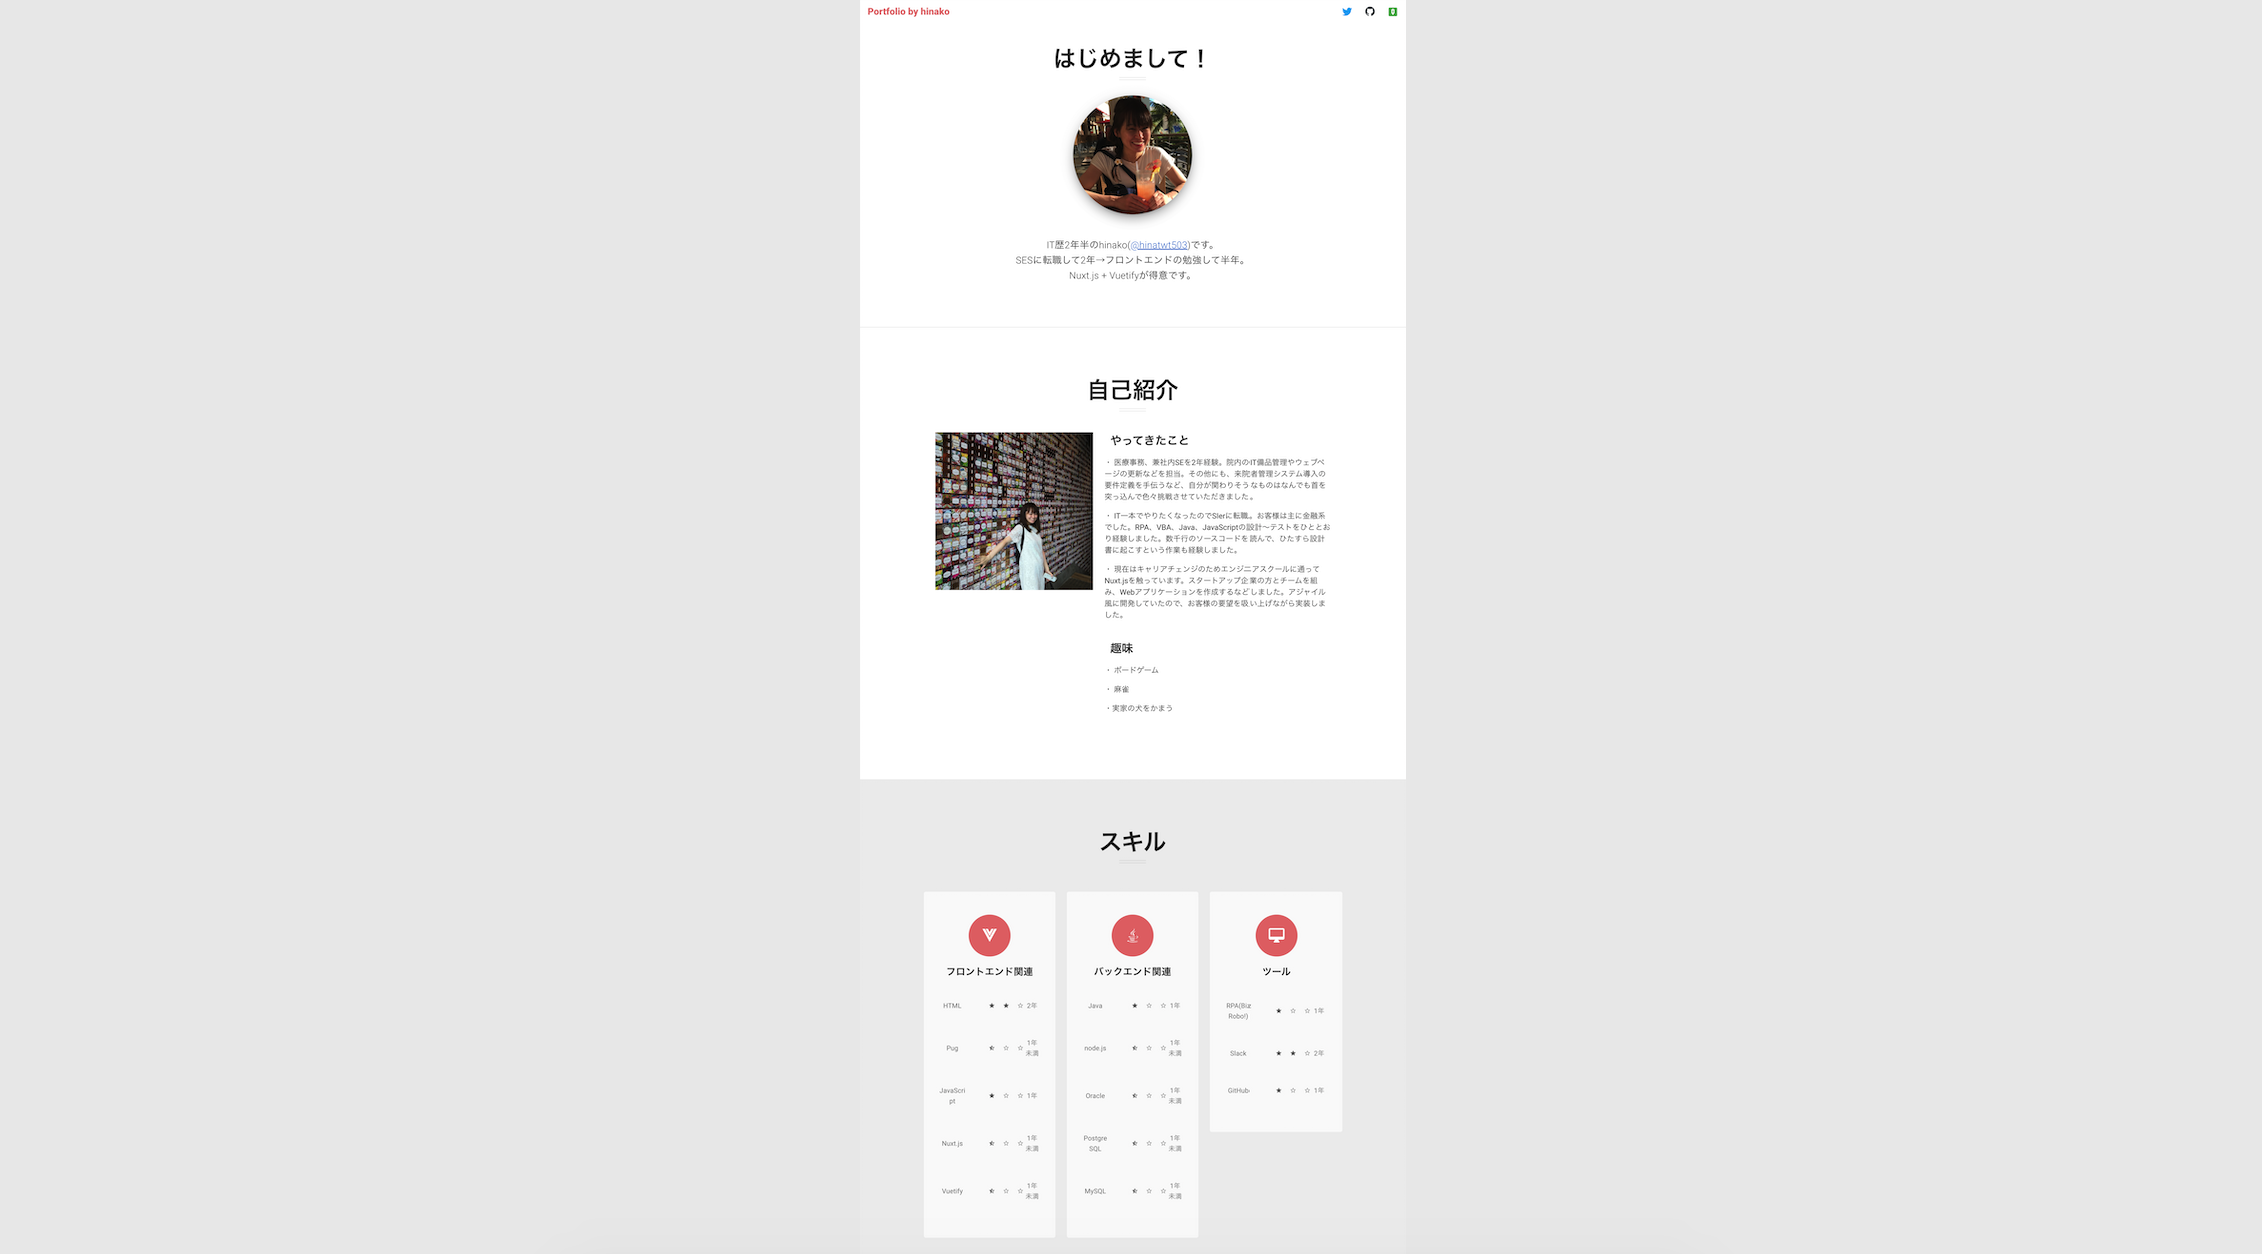 Portfolio by hinako
はじめまして！
IT歴2年半のhinako(@hinatwt503)です。
SESに転職して2年→フロントエンドの勉強して半年。
Nuxt.js + Vuetifyが得意です。
自己紹介
やってきたこと
・ 医療事務、兼社内SEを2年経験。院内のIT備品管理やウェブペ
ージの更新などを担当。その他にも、来院者管理システム導入の
要件定義を手伝うなど、自分が関わりそうなものはなんでも首を
突っ込んで色々挑戦させていただきました。
・ IT一本でやりたくなったのでSIerに転職。お客様は主に金融系
でした。RPA、VBA、Java、JavaScriptの設計〜テストをひととお
り経験しました。数千行のソースコードを読んで、ひたすら設計
書に起こすという作業も経験しました。
・ 現在はキャリアチェンジのためエンジニアスクールに通って
Nuxt.jsを触っています。スタートアップ企業の方とチームを組
み、Webアプリケーションを作成するなどしました。アジャイル
風に開発していたので、お客様の要望を吸い上げながら実装しま
した。
趣味
・ ボードゲーム
・ 麻雀
・実家の犬をかまう
スキル
フロントエンド関連
HTML ★ ★ ☆ 2年
Pug ☆ ☆ 1年
未満
JavaScri
pt ★ ☆ ☆ 1年
Nuxt.js ☆ ☆ 1年
未満
Vuetify ☆ ☆ 1年
未満
バックエンド関連
Java ★ ☆ ☆ 1年
node.js ☆ ☆ 1年
未満
Oracle ☆ ☆ 1年
未満
Postgre
SQL ☆ ☆ 1年
未満
MySQL ☆ ☆ 1年
未満
ツール
RPA(Biz
Robo!) ★ ☆ ☆ 1年
Slack ★ ★ ☆ 2年
GitHub ★ ☆ ☆ 1年